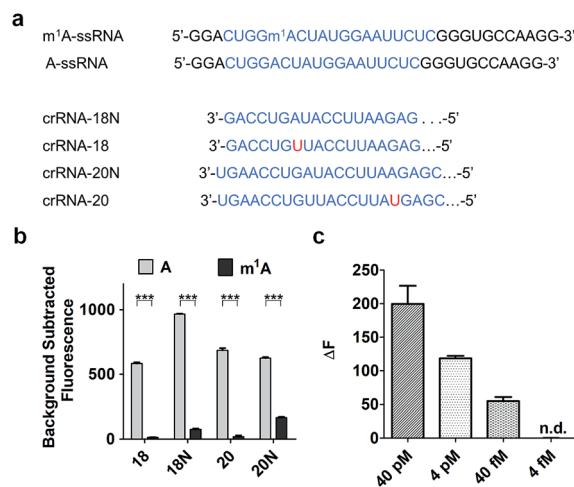 a
m¹A-ssRNA 5'-GGACUGGm¹ACUAUGGAAUUCUCGGGUGCCAAGG-3'
A-ssRNA 5'-GGACUGGACUAUGGAAUUCUCGGGUGCCAAGG-3'
crRNA-18N 3'-GACCUGAUACCUUAAGAG . . .-5'
crRNA-18 3'-GACCUGUUACCUUAAGAG…-5'
crRNA-20N 3'-UGAACCUGAUACCUUAAGAGC…-5'
crRNA-20 3'-UGAACCUGUUACCUUAUGAGC…-5'
b
A m¹A
Background Subtracted
Fluorescence
1000
500
0
*** *** *** ***
18 18N 20 20N
c
ΔF
250
200
150
100
50
0
n.d.
40 pM 4 pM 40 fM 4 fM